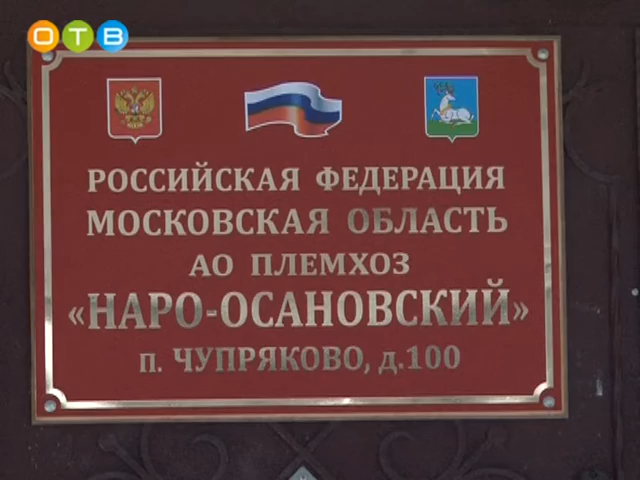 ОТВ
РОССИЙСКАЯ ФЕДЕРАЦИЯ
МОСКОВСКАЯ ОБЛАСТЬ
АО ПЛЕМХОЗ
«НАРО-ОСАНОВСКИЙ»
п. ЧУПРЯКОВО, д.100